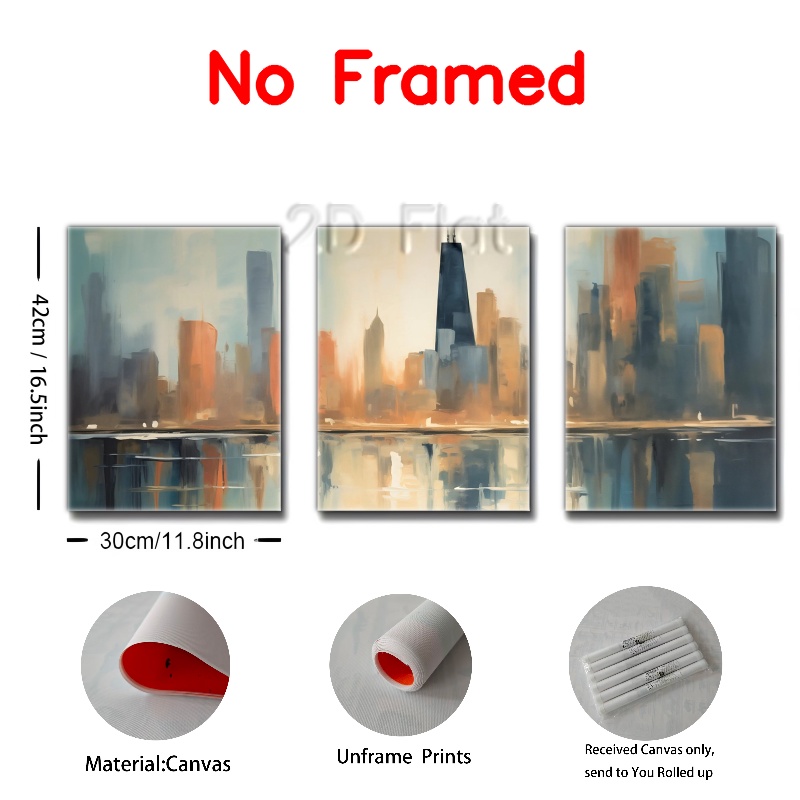 No Framed
2D Flat
42cm / 16.5inch
30cm/11.8inch
Material:Canvas
Unframe Prints
Received Canvas only,
send to You Rolled up